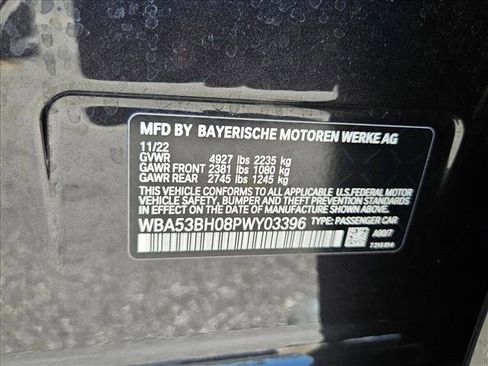 MFD BY BAYERISCHE MOTOREN WERKE AG
11/22
GVWR 4927 lbs 2235 kg
GAWR FRONT 2381 lbs 1080 kg
GAWR REAR 2745 lbs 1245 kg
THIS VEHICLE CONFORMS TO ALL APPLICABLE U.S.FEDERAL MOTOR
VEHICLE SAFETY, BUMPER, AND THEFT PREVENTION STANDARDS
IN EFFECT ON THE DATE OF MANUFACTURE SHOWN ABOVE.
WBA53BH08PWY03396 TYPE: PASSENGER CAR